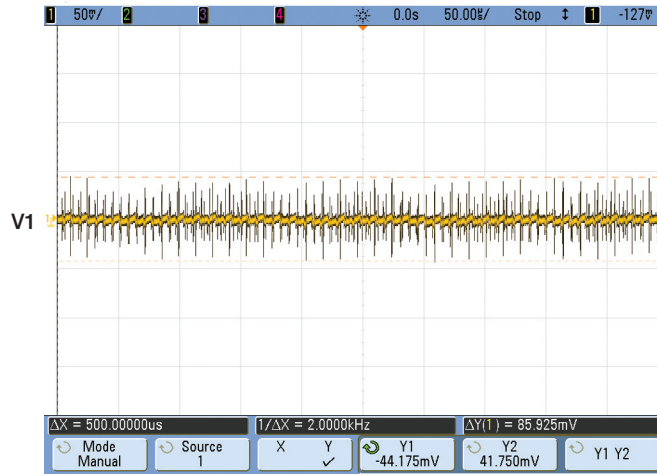 1 50mV/ 2 3 4 0.0s 50.00us/ Stop 1 -127mV
V1
1
ΔX = 500.00000us 1/ΔX = 2.0000kHz ΔY(1) = 85.925mV
Mode Manual
Source 1
X Y ✓
Y1 -44.175mV
Y2 41.750mV
Y1 Y2